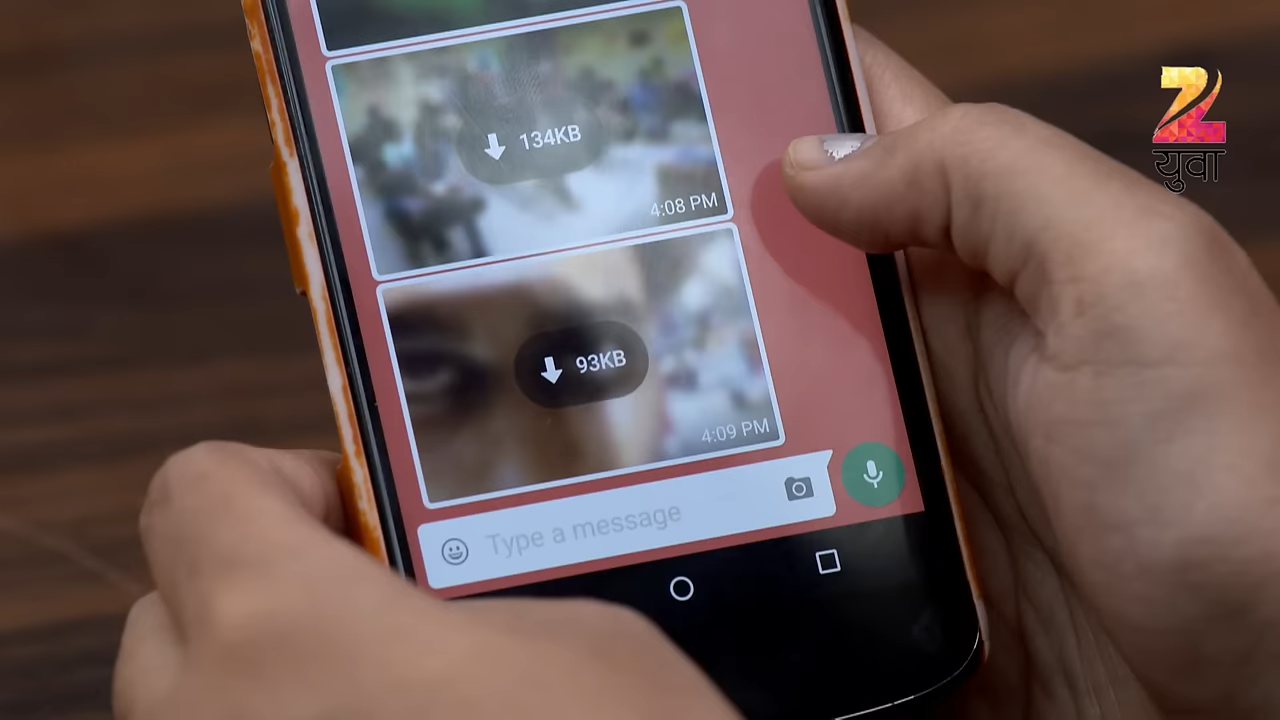 134KB
4:08 PM
93KB
4:09 PM
Type a message
युवा